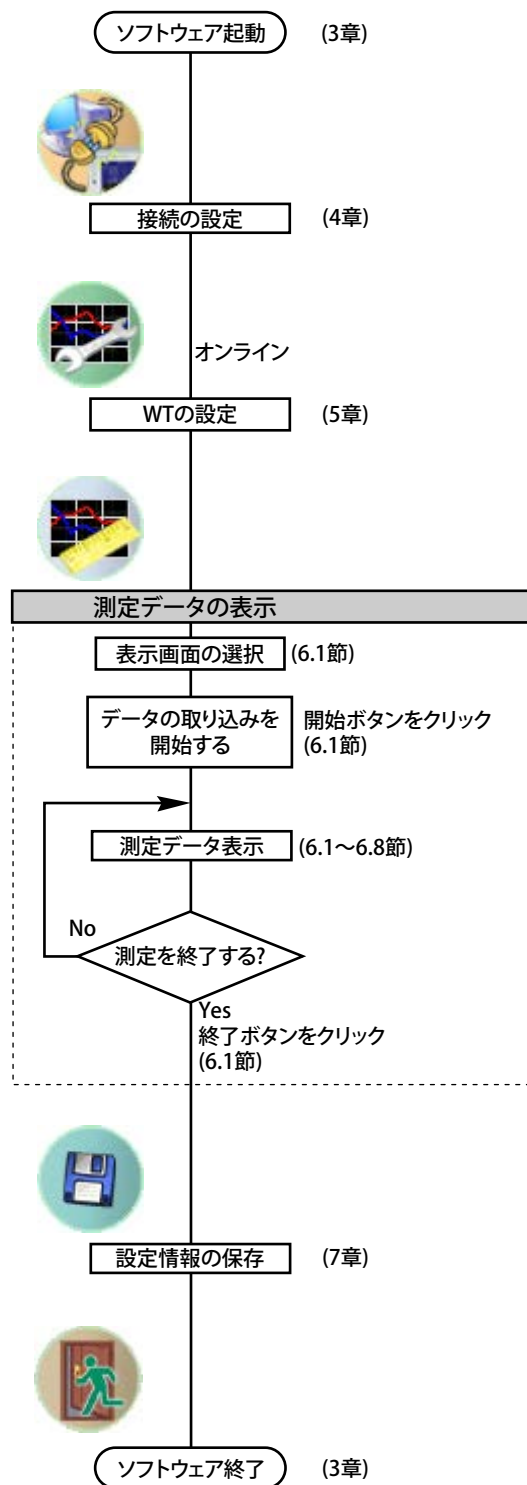 ソフトウェア起動 (3章)
接続の設定 (4章)
オンライン
WTの設定 (5章)
測定データの表示
表示画面の選択 (6.1節)
データの取り込みを
開始する
開始ボタンをクリック
(6.1節)
測定データ表示 (6.1〜6.8節)
No
測定を終了する?
Yes
終了ボタンをクリック
(6.1節)
設定情報の保存 (7章)
ソフトウェア終了 (3章)